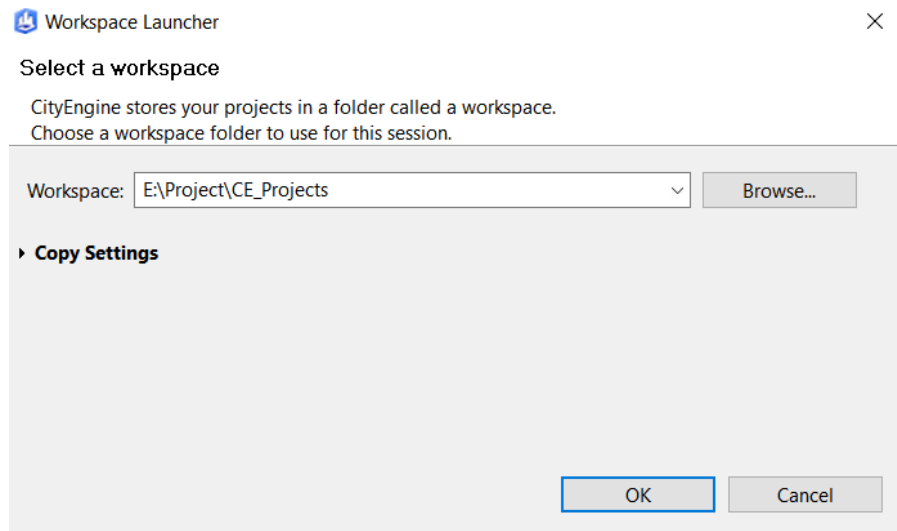 Workspace Launcher
Select a workspace
CityEngine stores your projects in a folder called a workspace.
Choose a workspace folder to use for this session.
Workspace: E:\Project\CE_Projects Browse...
Copy Settings
OK Cancel